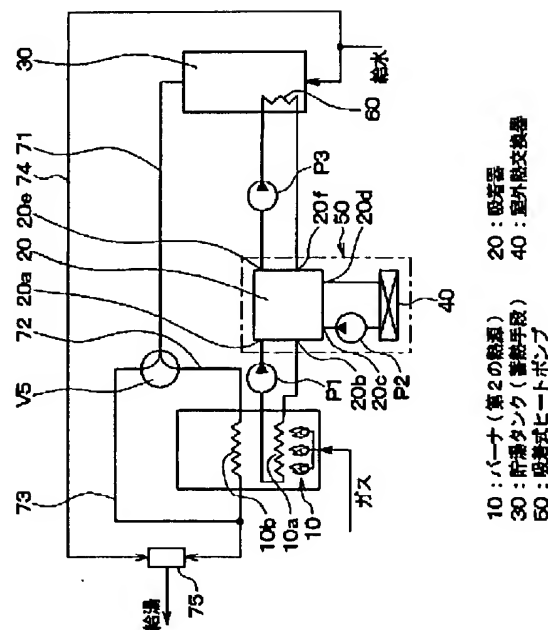 30
71
74
20e
20
20a
72
V5
73
60
給水
P3
20f
50
20d
40
P1
20b
20c
P2
10b
10a
10
ガス
75
給湯
10:バーナ(第2の熱源)
20:吸着器
30:貯湯タンク(蓄熱手段)
40:室外熱交換器
50:吸着式ヒートポンプ